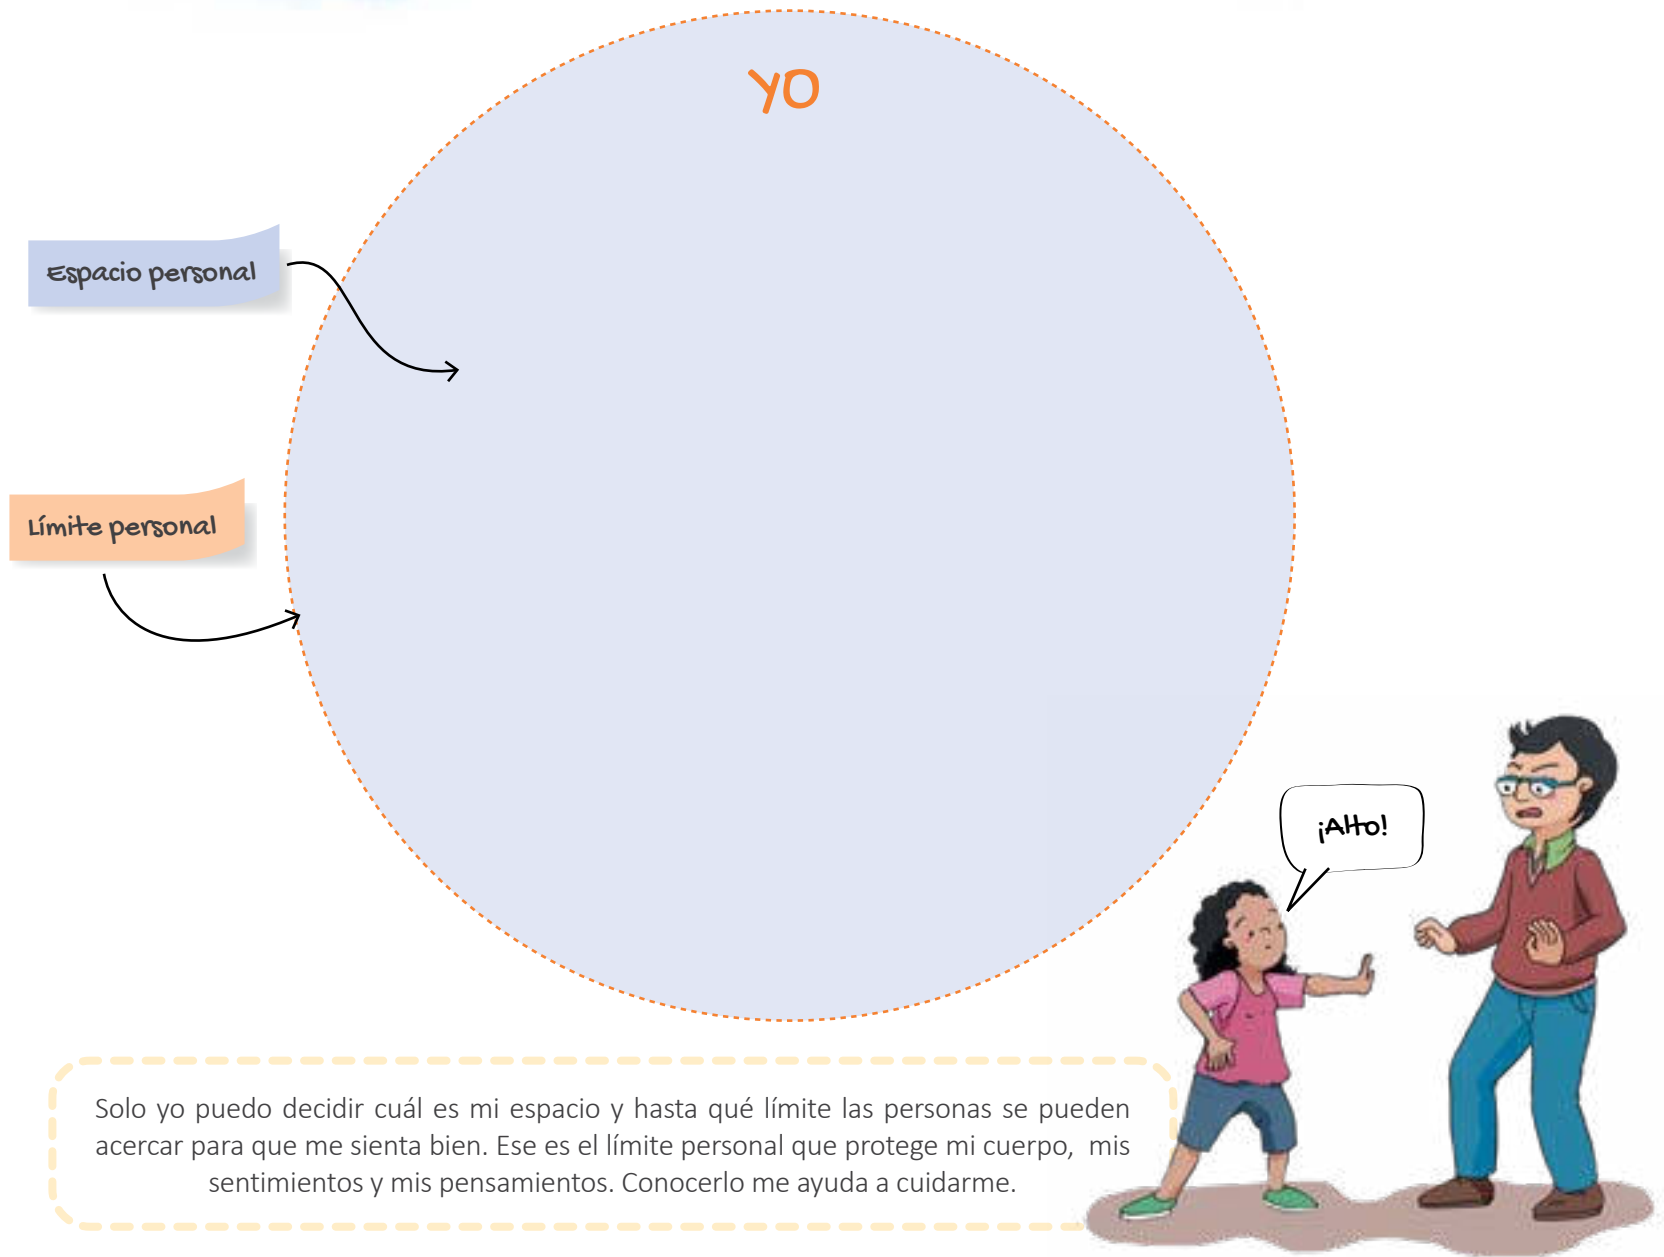 YO
Espacio personal
Límite personal
¡Alto!
Solo yo puedo decidir cuál es mi espacio y hasta qué límite las personas se pueden
acercar para que me sienta bien. Ese es el límite personal que protege mi cuerpo, mis
sentimientos y mis pensamientos. Conocerlo me ayuda a cuidarme.